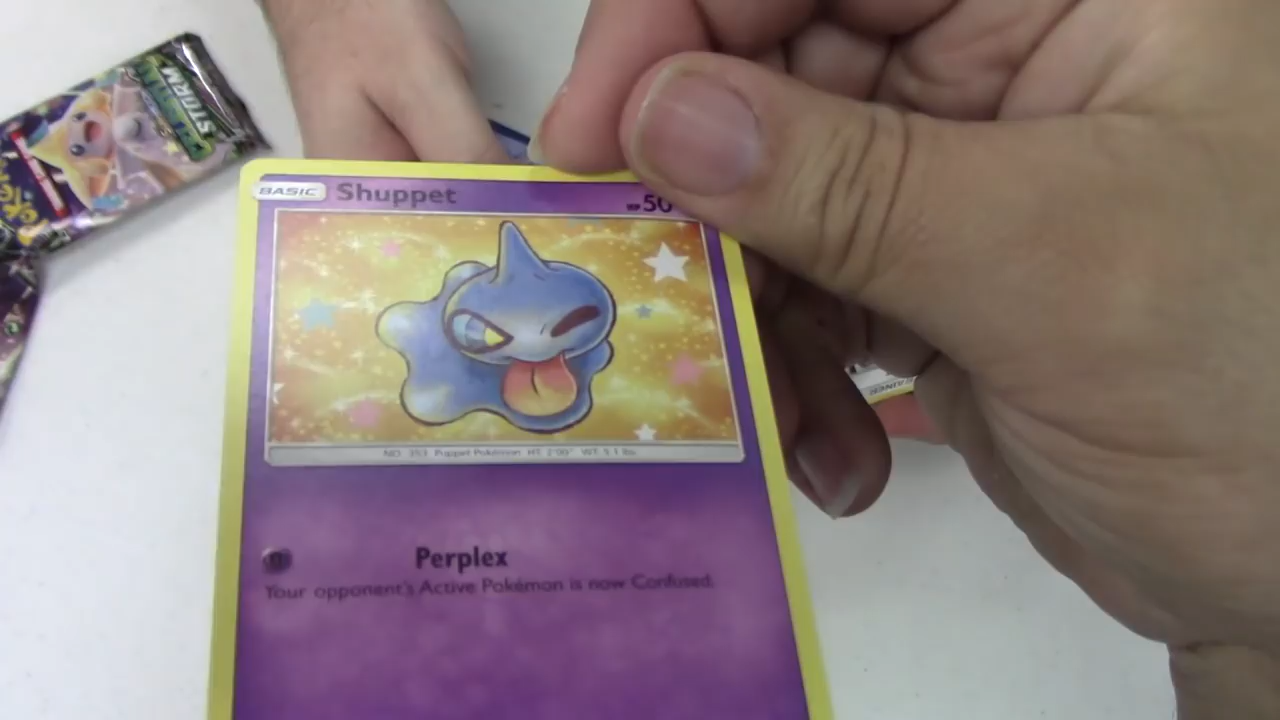 STORM
BASIC Shuppet HP 50
NO. 353 Puppet Pokémon HT: 2'00" WT: 5.1 lbs.
Perplex
Your opponent's Active Pokémon is now Confused.